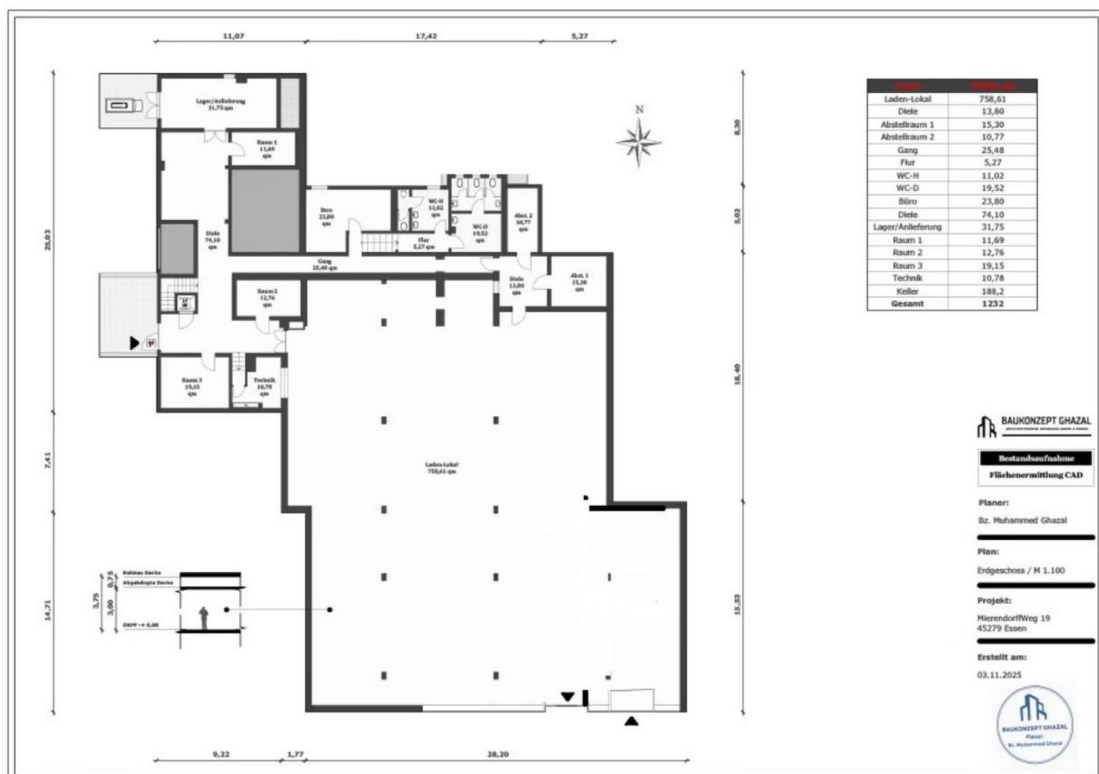 11,07
17,42
5,27
Lager/Anlieferung
31,75 qm
Raum 1
11,69
qm
N
8,30
25,03
Büro
23,80
qm
WC-H
11,02
qm
WC-D
19,52
qm
Abst. 2
10,77
qm
5,02
Diele
74,10
qm
Flur
5,27 qm
Gang
25,48 qm
Diele
13,80
qm
Abst. 1
15,30
qm
Raum 2
12,76
qm
Raum 3
19,15
qm
Technik
10,78
qm
18,40
7,41
Laden-Lokal
758,61 qm
Rohbau Decke
Abgehängte Decke
0,75
3,75
3,00
14,71
15,53
9,22
1,77
28,20
Laden-Lokal 758,61
Diele 13,80
Abstellraum 1 15,30
Abstellraum 2 10,77
Gang 25,48
Flur 5,27
WC-H 11,02
WC-D 19,52
Büro 23,80
Diele 74,10
Lager/Anlieferung 31,75
Raum 1 11,69
Raum 2 12,76
Raum 3 19,15
Technik 10,78
Keller 188,2
Gesamt 1232
BAUKONZEPT GHAZAL
Bestandsaufnahme
Flächenermittlung CAD
Planer:
Bz. Muhammed Ghazal
Plan:
Erdgeschoss / M 1.100
Projekt:
MierendorffWeg 19
45279 Essen
Erstellt am:
03.11.2025
BAUKONZEPT GHAZAL
Planer:
Bz. Muhammed Ghazal